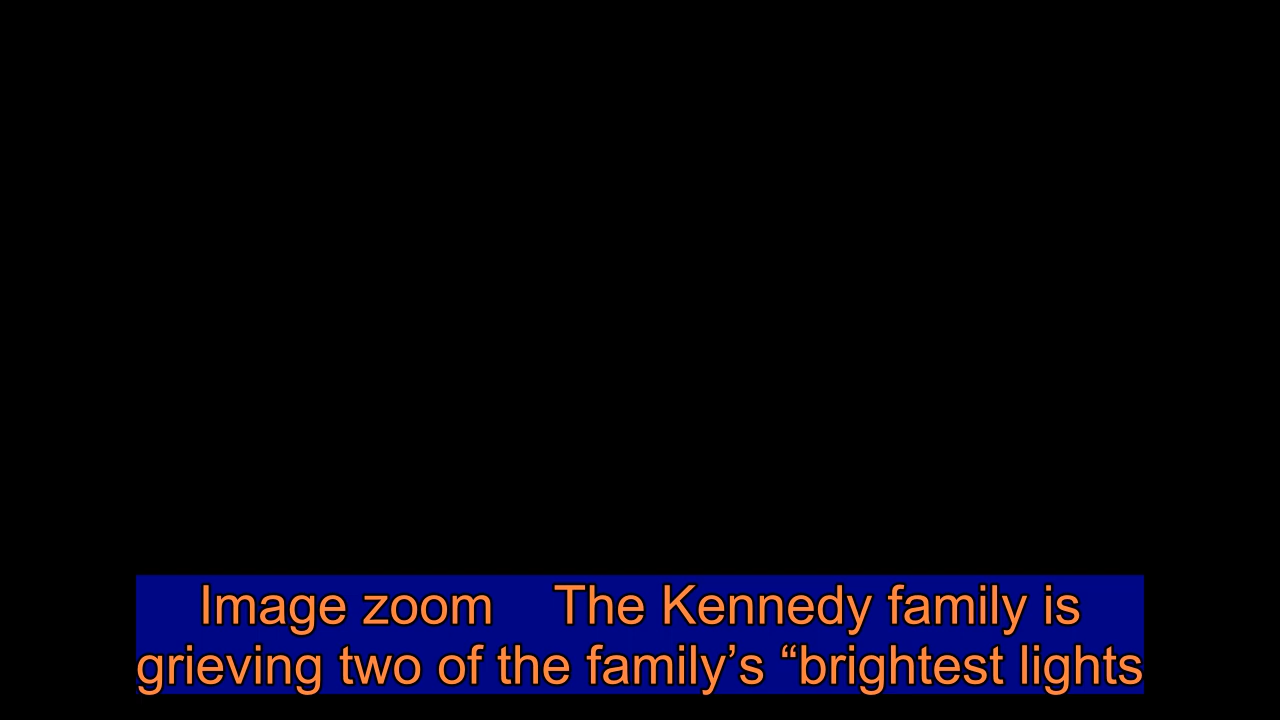 Image zoom    The Kennedy family is
grieving two of the family’s “brightest lights